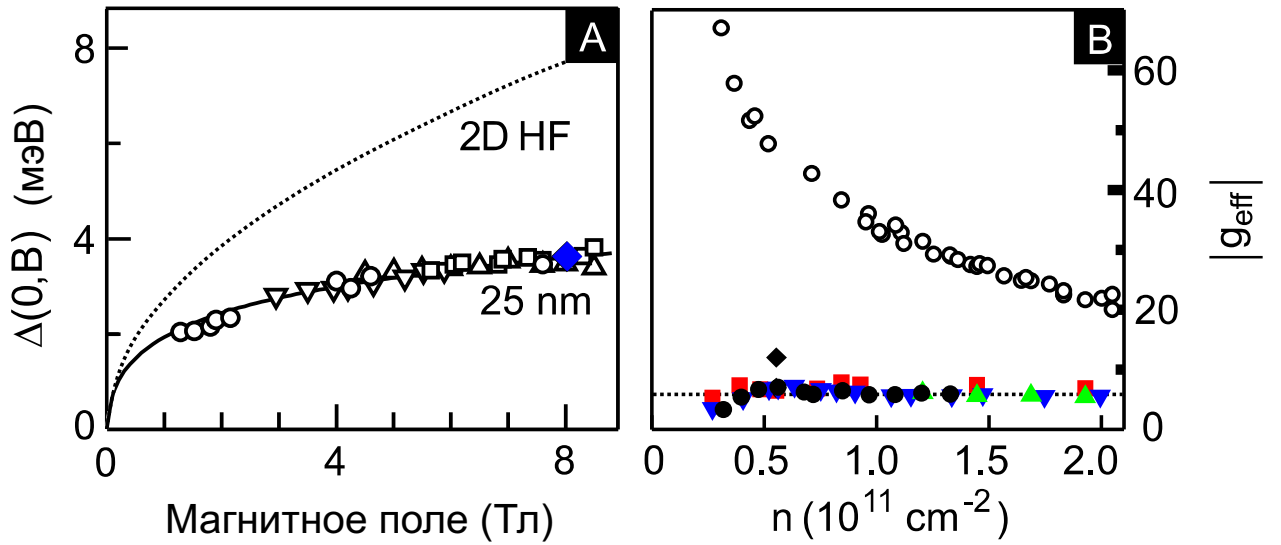 A
8
4
0
Δ(0,B) (мэВ)
2D HF
25 nm
0
4
8
Магнитное поле (Тл)
B
60
40
20
0
|g_eff|
0
0.5
1.0
1.5
2.0
n (10^11 cm^-2)